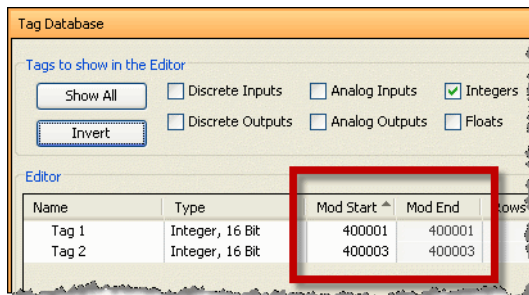 Tag Database
Tags to show in the Editor
Show All Discrete Inputs Analog Inputs Integers
Invert Discrete Outputs Analog Outputs Floats
Editor
Name Type Mod Start Mod End Rows
Tag 1 Integer, 16 Bit 400001 400001
Tag 2 Integer, 16 Bit 400003 400003